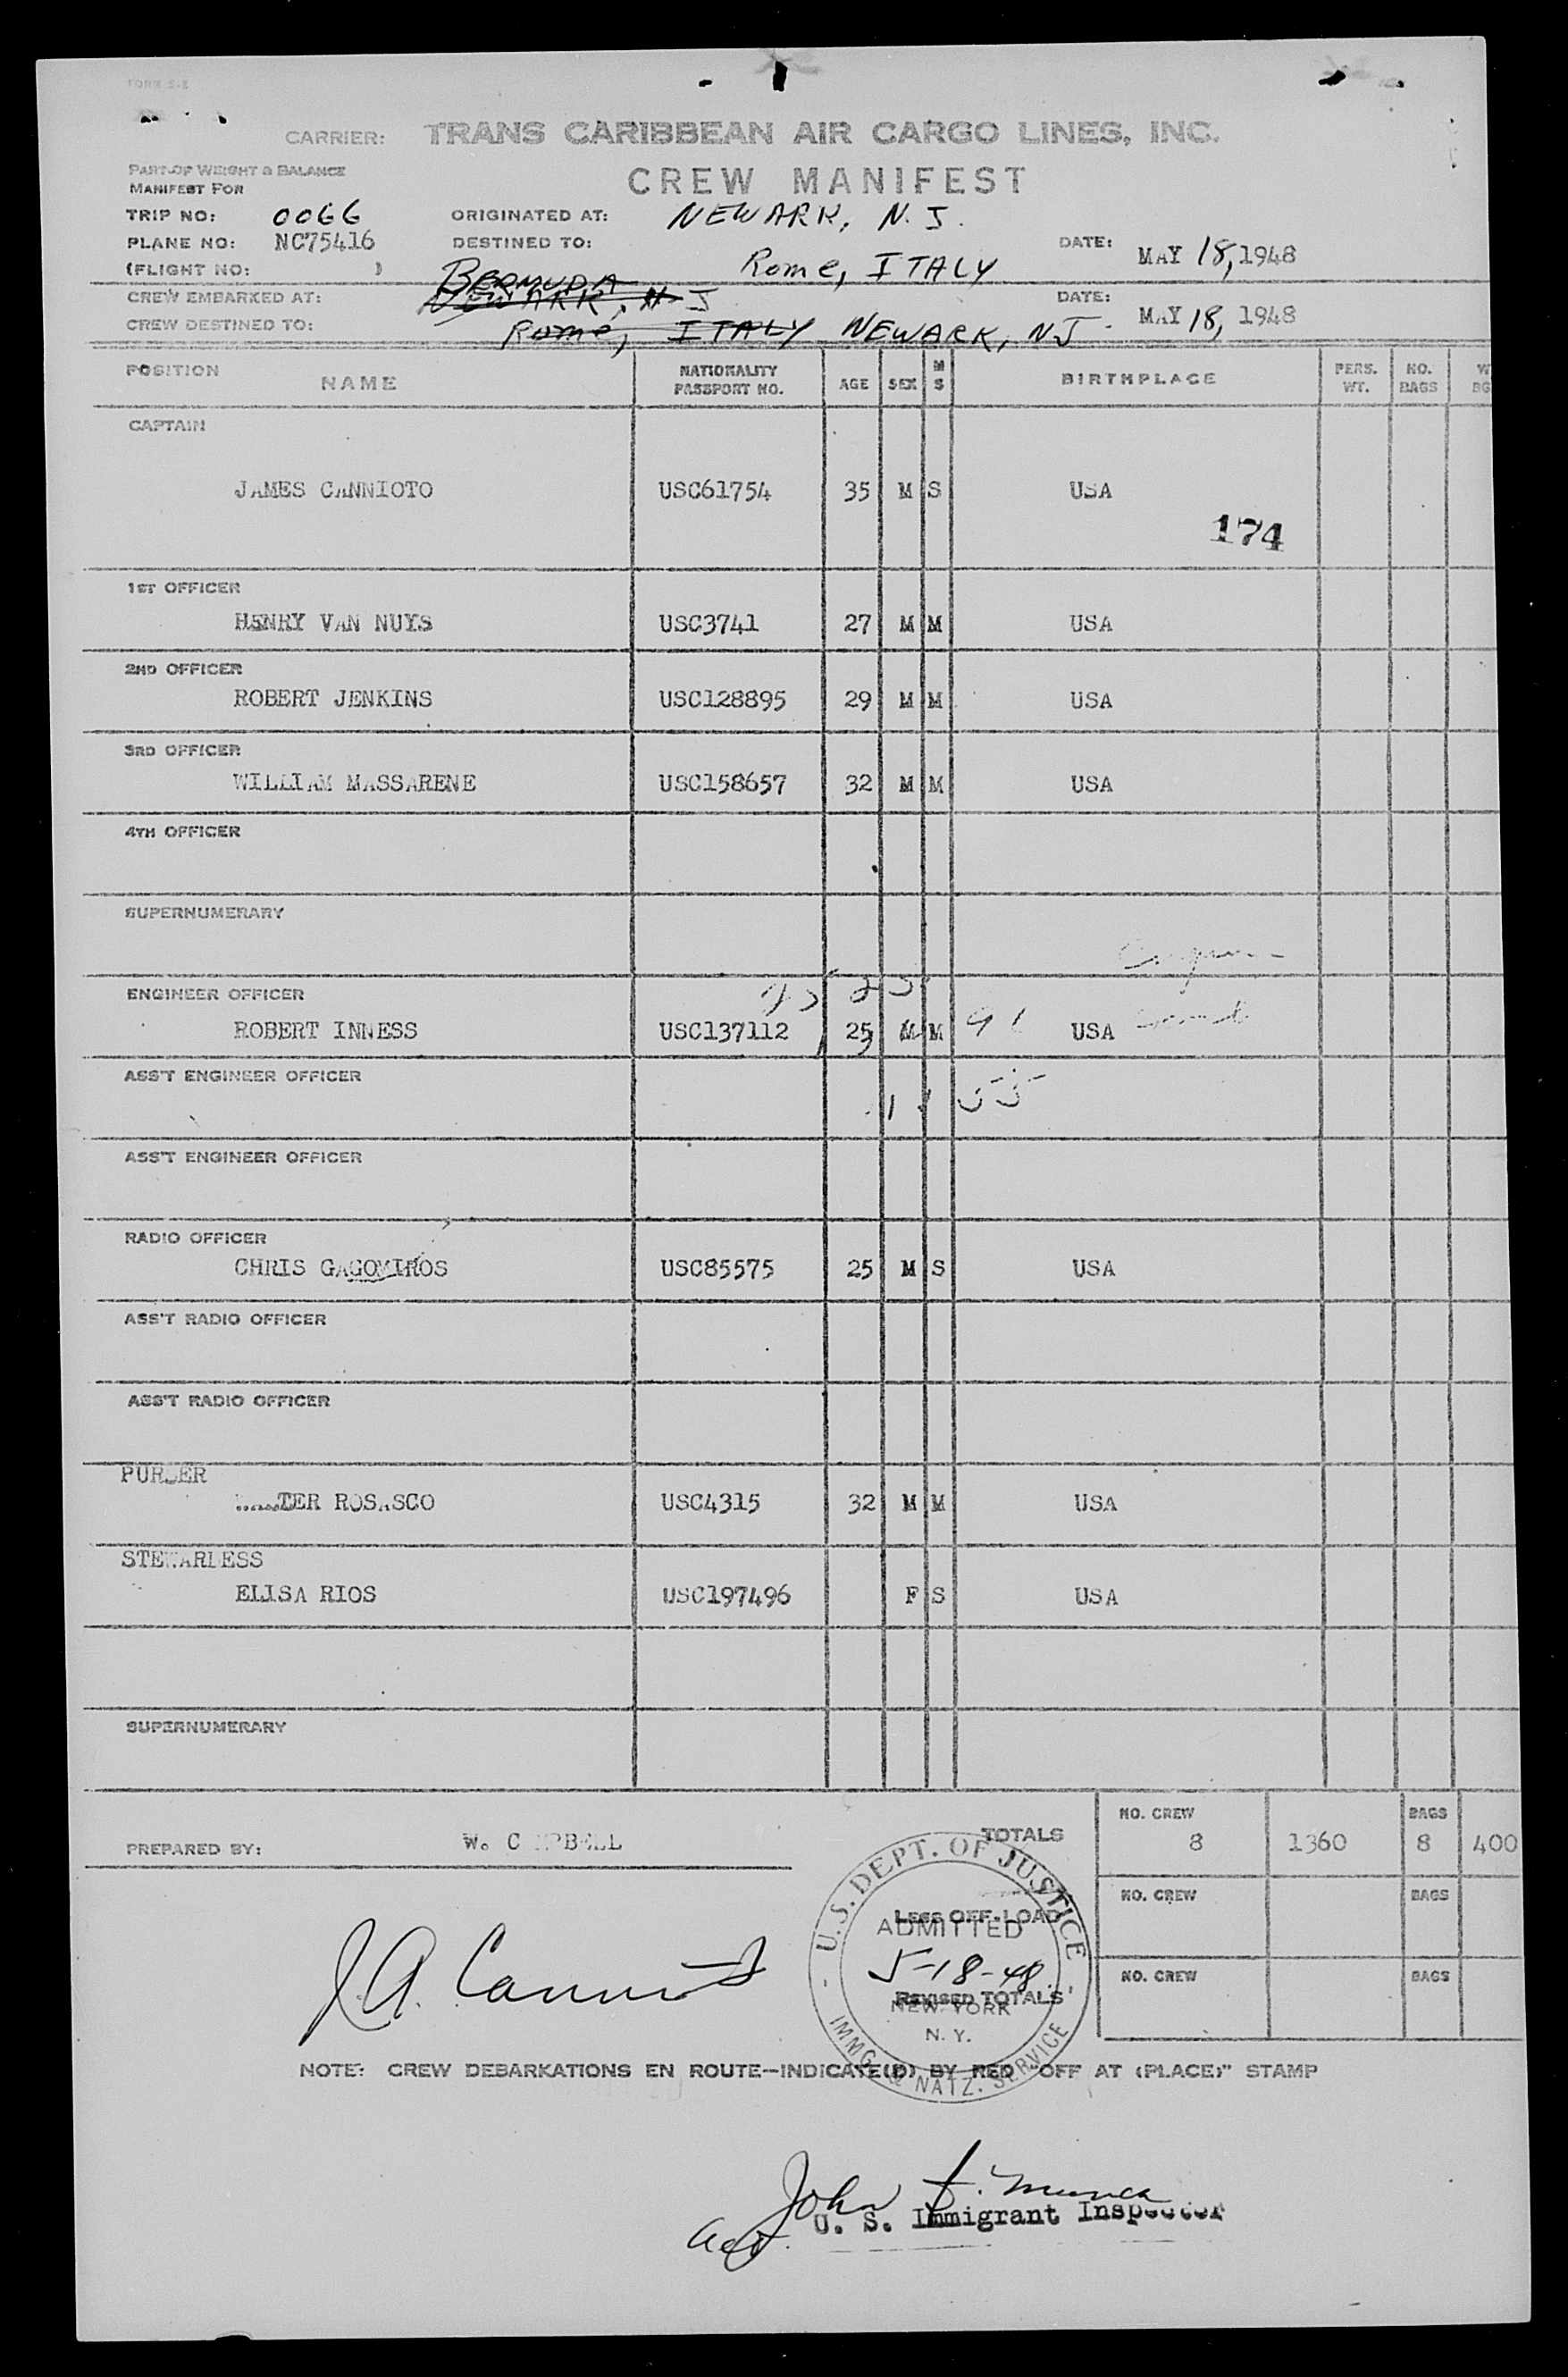 FORM S-2
CARRIER: TRANS CARIBBEAN AIR CARGO LINES, INC.
PART OF WEIGHT & BALANCE
MANIFEST FOR
CREW MANIFEST
TRIP NO: 0066 ORIGINATED AT: NEWARK, N.J.
PLANE NO: NC75416 DESTINED TO: Rome, ITALY DATE: MAY 18, 1948
(FLIGHT NO: )
CREW EMBARKED AT: BERMUDA NEWARK, N J DATE:
CREW DESTINED TO: Rome, ITALY NEWARK, NJ. MAY 18, 1948
POSITION NAME NATIONALITY PASSPORT NO. AGE SEX M S BIRTHPLACE PERS. WT. NO. BAGS
CAPTAIN
JAMES CANNIOTO USC61754 35 M S USA
174
1ST OFFICER
HENRY VAN NUYS USC3741 27 M M USA
2ND OFFICER
ROBERT JENKINS USC128895 29 M M USA
3RD OFFICER
WILLIAM MASSARENE USC158657 32 M M USA
4TH OFFICER
SUPERNUMERARY
ENGINEER OFFICER
ROBERT INNESS USC137112 25 M M USA
ASS'T ENGINEER OFFICER
ASS'T ENGINEER OFFICER
RADIO OFFICER
CHRIS USC85575 25 M S USA
ASS'T RADIO OFFICER
ASS'T RADIO OFFICER
PURSER
ROSASCO USC4315 32 M M USA
STEWARDESS
ELISA RIOS USC197496 F S USA
SUPERNUMERARY
PREPARED BY: W. CAMPBELL
TOTALS NO. CREW 8 1360 BAGS 8 400
LESS OFF-LOAD NO. CREW BAGS
REVISED TOTALS NO. CREW BAGS
U.S. DEPT. OF JUSTICE
ADMITTED
5-18-48
NEW YORK
N. Y.
IMMG. & NATZ. SERVICE
J.A.
NOTE: CREW DEBARKATIONS EN ROUTE—INDICATE(D) BY RED "OFF AT (PLACE)" STAMP
John
U. S. Immigrant Inspector